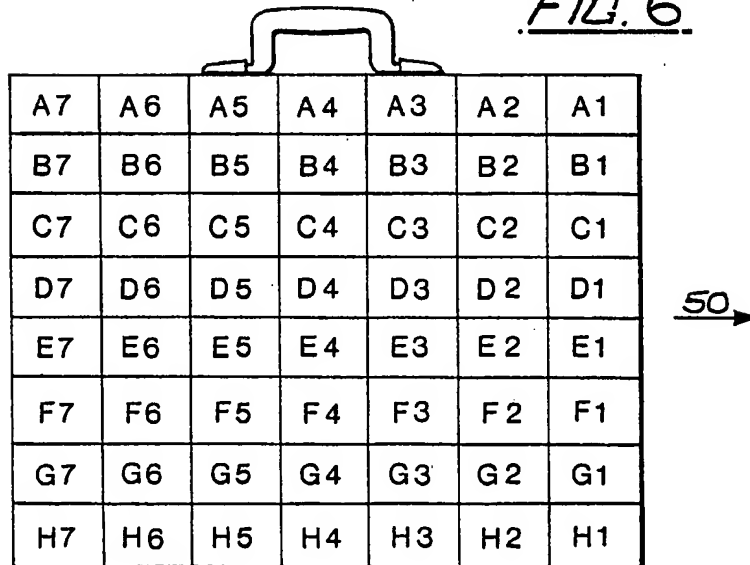 FIG. 6
A7 A6 A5 A4 A3 A2 A1
B7 B6 B5 B4 B3 B2 B1
C7 C6 C5 C4 C3 C2 C1
D7 D6 D5 D4 D3 D2 D1
50
E7 E6 E5 E4 E3 E2 E1
F7 F6 F5 F4 F3 F2 F1
G7 G6 G5 G4 G3 G2 G1
H7 H6 H5 H4 H3 H2 H1